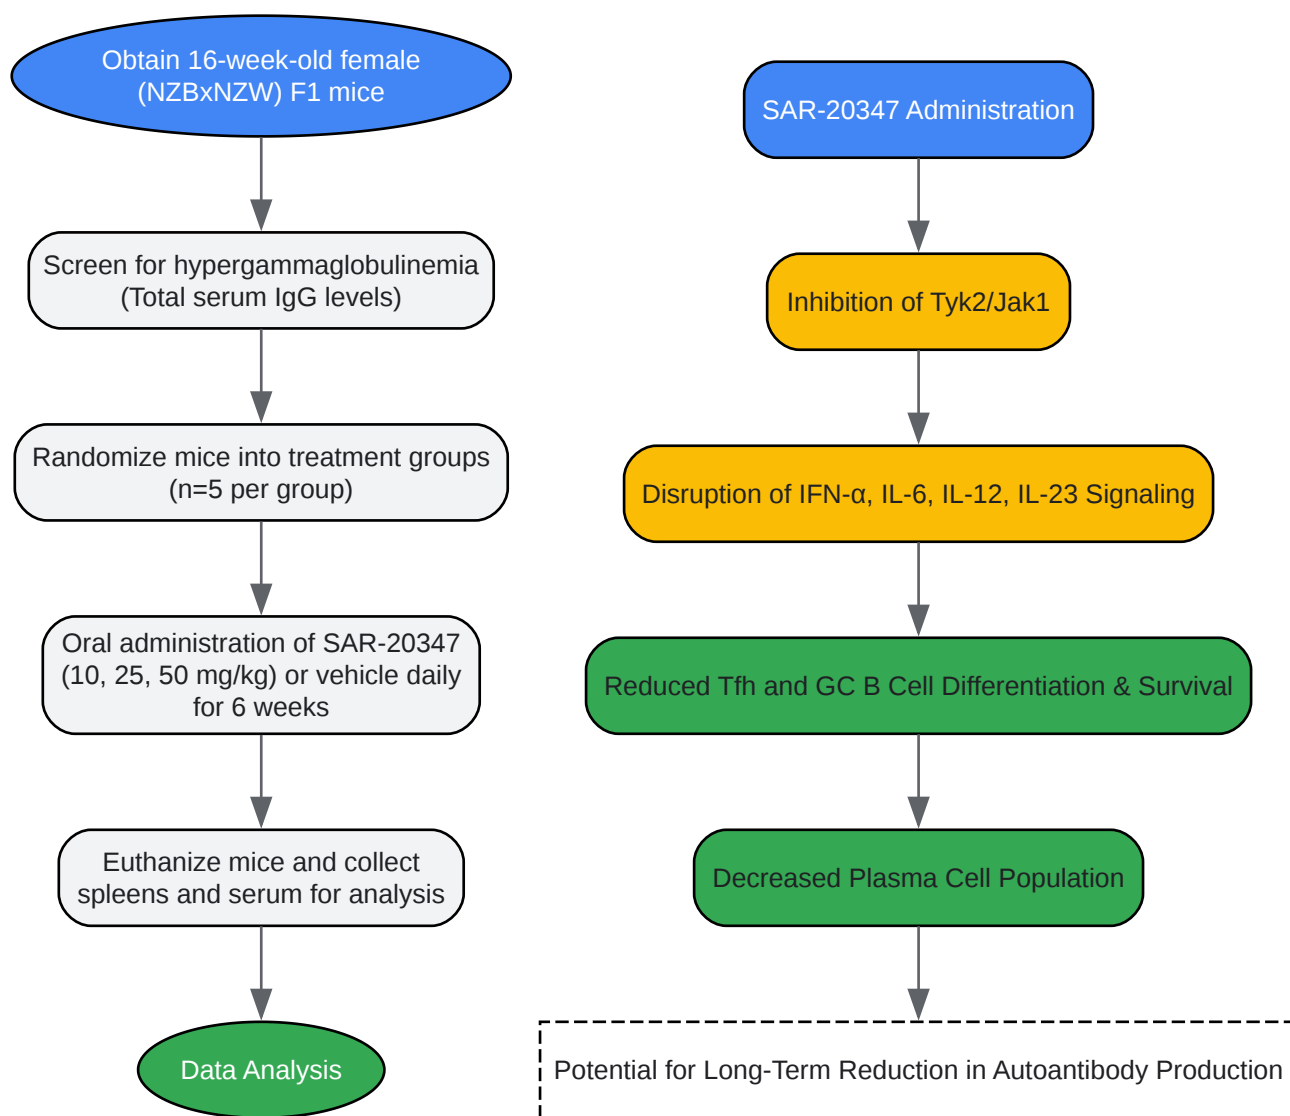 Obtain 16-week-old female
(NZBxNZW) F1 mice
Screen for hypergammaglobulinemia
(Total serum IgG levels)
Randomize mice into treatment groups
(n=5 per group)
Oral administration of SAR-20347
(10, 25, 50 mg/kg) or vehicle daily
for 6 weeks
Euthanize mice and collect
spleens and serum for analysis
Data Analysis
SAR-20347 Administration
Inhibition of Tyk2/Jak1
Disruption of IFN-α, IL-6, IL-12, IL-23 Signaling
Reduced Tfh and GC B Cell Differentiation & Survival
Decreased Plasma Cell Population
Potential for Long-Term Reduction in Autoantibody Production